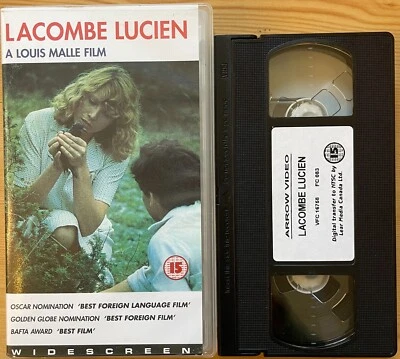 LACOMBE LUCIEN
A LOUIS MALLE FILM
15
OSCAR NOMINATION 'BEST FOREIGN LANGUAGE FILM'
GOLDEN GLOBE NOMINATION 'BEST FOREIGN FILM'
BAFTA AWARD 'BEST FILM'
WIDESCREEN
ARROW VIDEO
LACOMBE LUCIEN
VFC 16758 FC 063
15
Digital transfer to NTSC by
Lear Media Canada Ltd.